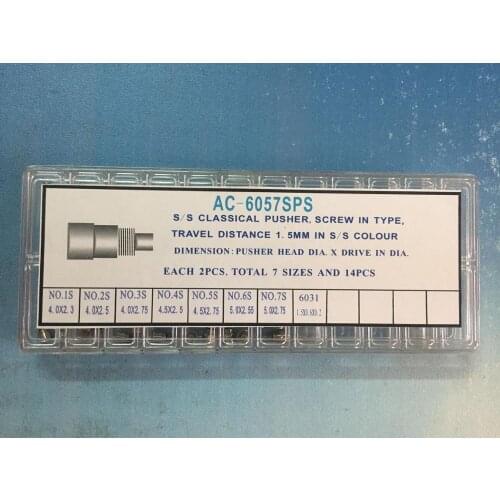 AC-6057SPS
S/S CLASSICAL PUSHER, SCREW IN TYPE,
TRAVEL DISTANCE 1.5MM IN S/S COLOUR
DIMENSION: PUSHER HEAD DIA. X DRIVE IN DIA.
EACH 2PCS, TOTAL 7 SIZES AND 14PCS
NO.1S NO.2S NO.3S NO.4S NO.5S NO.6S NO.7S 6031
4.0X2.3 4.0X2.5 4.0X2.75 4.5X2.5 4.5X2.75 5.0X2.55 5.0X2.75